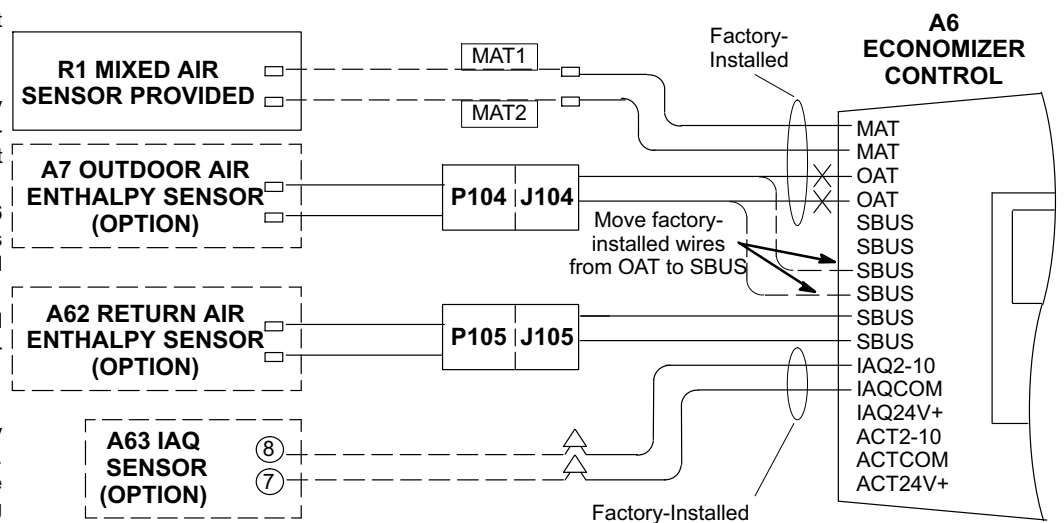 R1 MIXED AIR
SENSOR PROVIDED
MAT1
MAT2
Factory-
Installed
A6
ECONOMIZER
CONTROL
A7 OUTDOOR AIR
ENTHALPY SENSOR
(OPTION)
P104 J104
Move factory-
installed wires
from OAT to SBUS
A62 RETURN AIR
ENTHALPY SENSOR
(OPTION)
P105 J105
A63 IAQ
SENSOR
(OPTION)
8
7
Factory-Installed
MAT
MAT
OAT
OAT
SBUS
SBUS
SBUS
SBUS
SBUS
SBUS
IAQ2-10
IAQCOM
IAQ24V+
ACT2-10
ACTCOM
ACT24V+